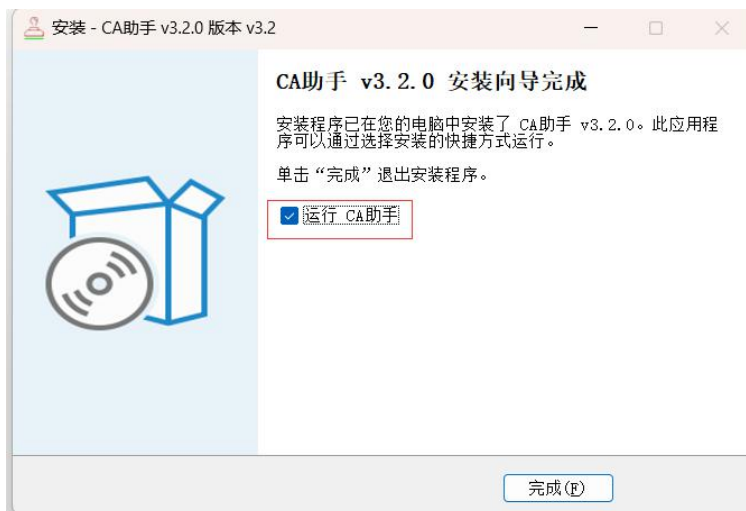 安装 - CA助手 v3.2.0 版本 v3.2
CA助手 v3.2.0 安装向导完成
安装程序已在您的电脑中安装了 CA助手 v3.2.0。此应用程
序可以通过选择安装的快捷方式运行。
单击“完成”退出安装程序。
运行 CA助手
完成(F)